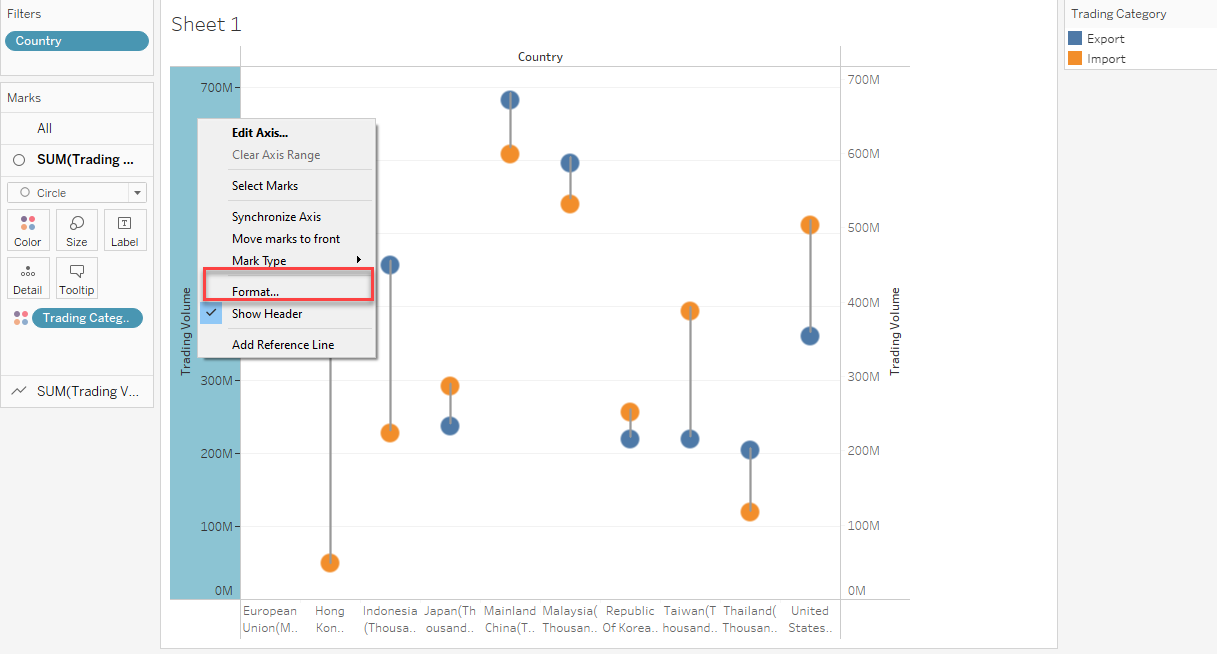 Filters
Country
Marks
All
SUM(Trading ...
Circle
Color
Size
Label
Detail
Tooltip
Trading Categ..
SUM(Trading V...
Sheet 1
Country
Trading Volume
700M
300M
200M
100M
0M
Edit Axis...
Clear Axis Range
Select Marks
Synchronize Axis
Move marks to front
Mark Type
Format...
Show Header
Add Reference Line
700M
600M
500M
400M
300M
200M
100M
0M
Trading Volume
European
Union(M..
Hong
Kon..
Indonesia
(Thousa..
Japan(Th
ousand..
Mainland
China(T..
Malaysia(
Thousan..
Republic
Of Korea..
Taiwan(T
housand..
Thailand(
Thousan..
United
States..
Trading Category
Export
Import